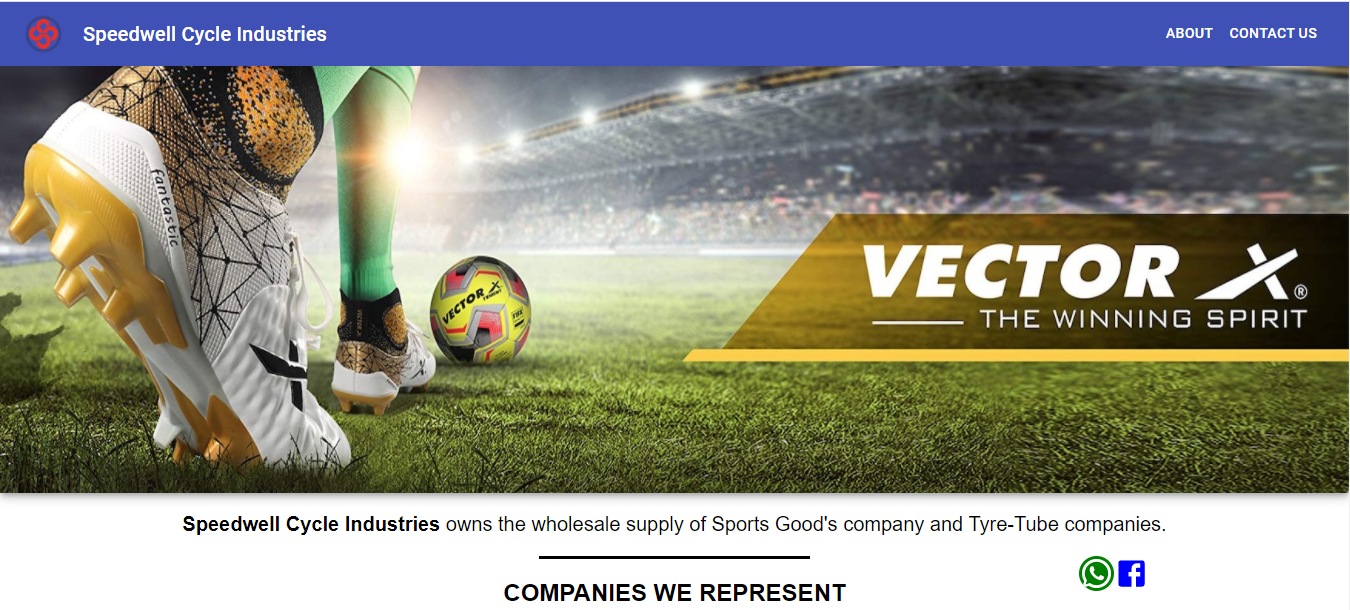 Speedwell Cycle Industries
ABOUT
CONTACT US
fantastic
VECTOR X
VECTOR X ®
THE WINNING SPIRIT
Speedwell Cycle Industries owns the wholesale supply of Sports Good's company and Tyre-Tube companies.
COMPANIES WE REPRESENT